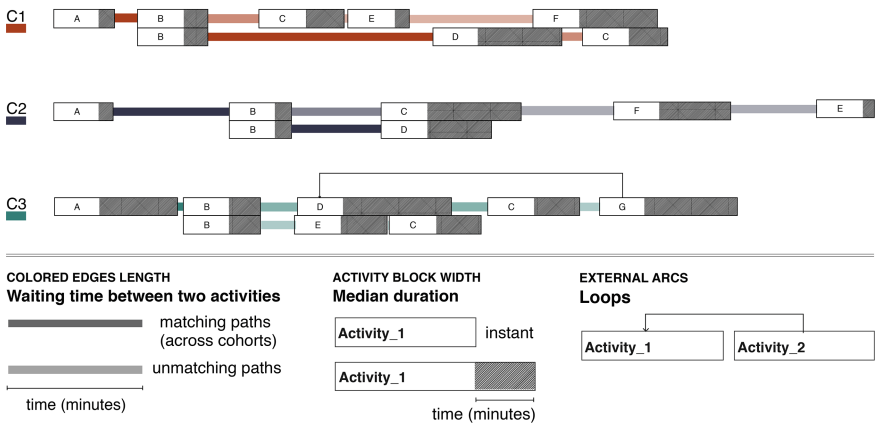 C1
A B C E F
B D C
C2
A B C F E
B D
C3
A B D C G
B E C
COLORED EDGES LENGTH
Waiting time between two activities
matching paths
(across cohorts)
unmatching paths
time (minutes)
ACTIVITY BLOCK WIDTH
Median duration
Activity_1 instant
Activity_1
time (minutes)
EXTERNAL ARCS
Loops
Activity_1 Activity_2